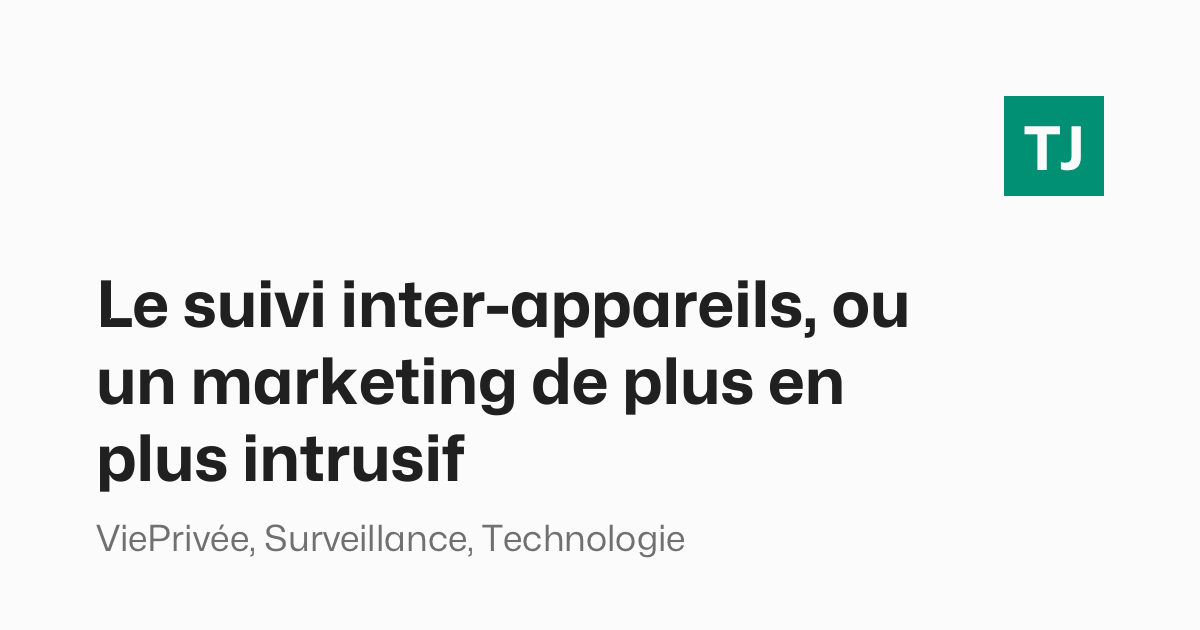 TJ
Le suivi inter-appareils, ou
un marketing de plus en
plus intrusif
ViePrivée, Surveillance, Technologie